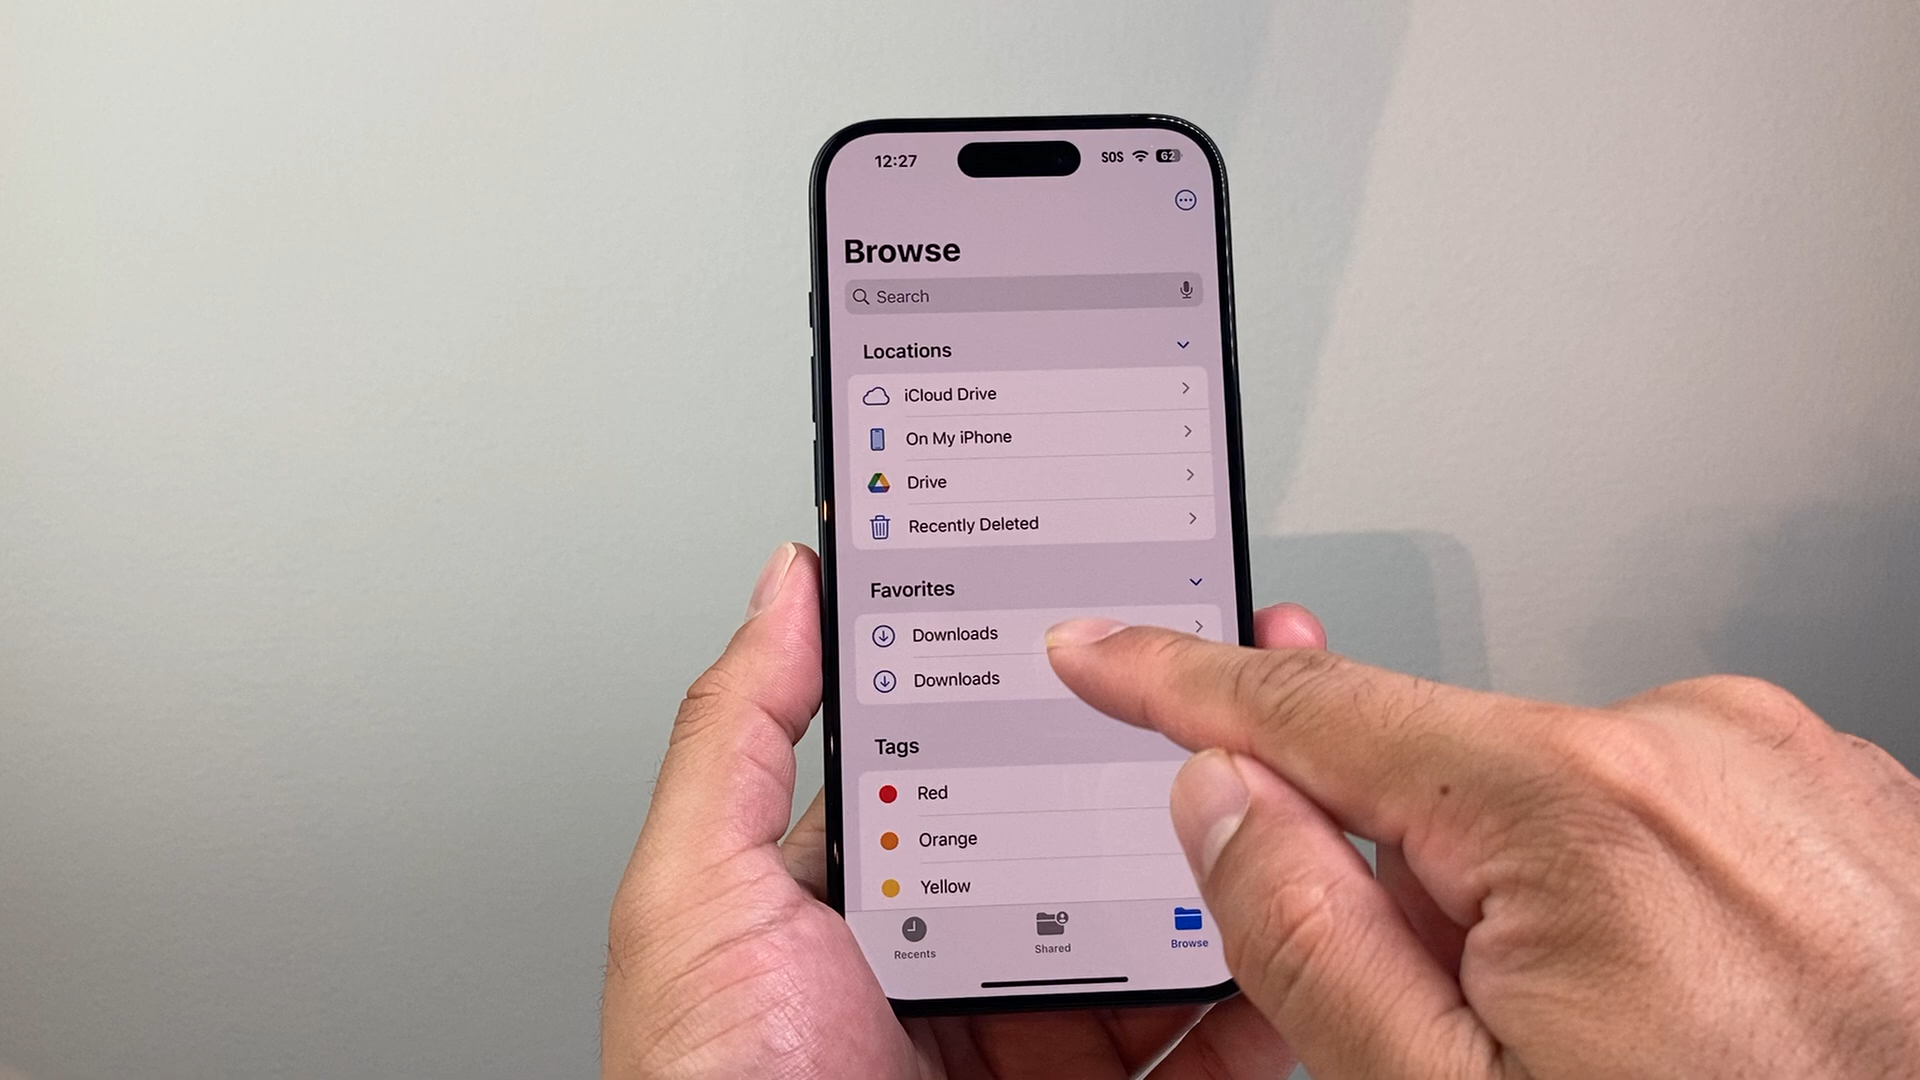 12:27 SOS 62
Browse
Search
Locations
iCloud Drive
On My iPhone
Drive
Recently Deleted
Favorites
Downloads
Downloads
Tags
Red
Orange
Yellow
Recents Shared Browse